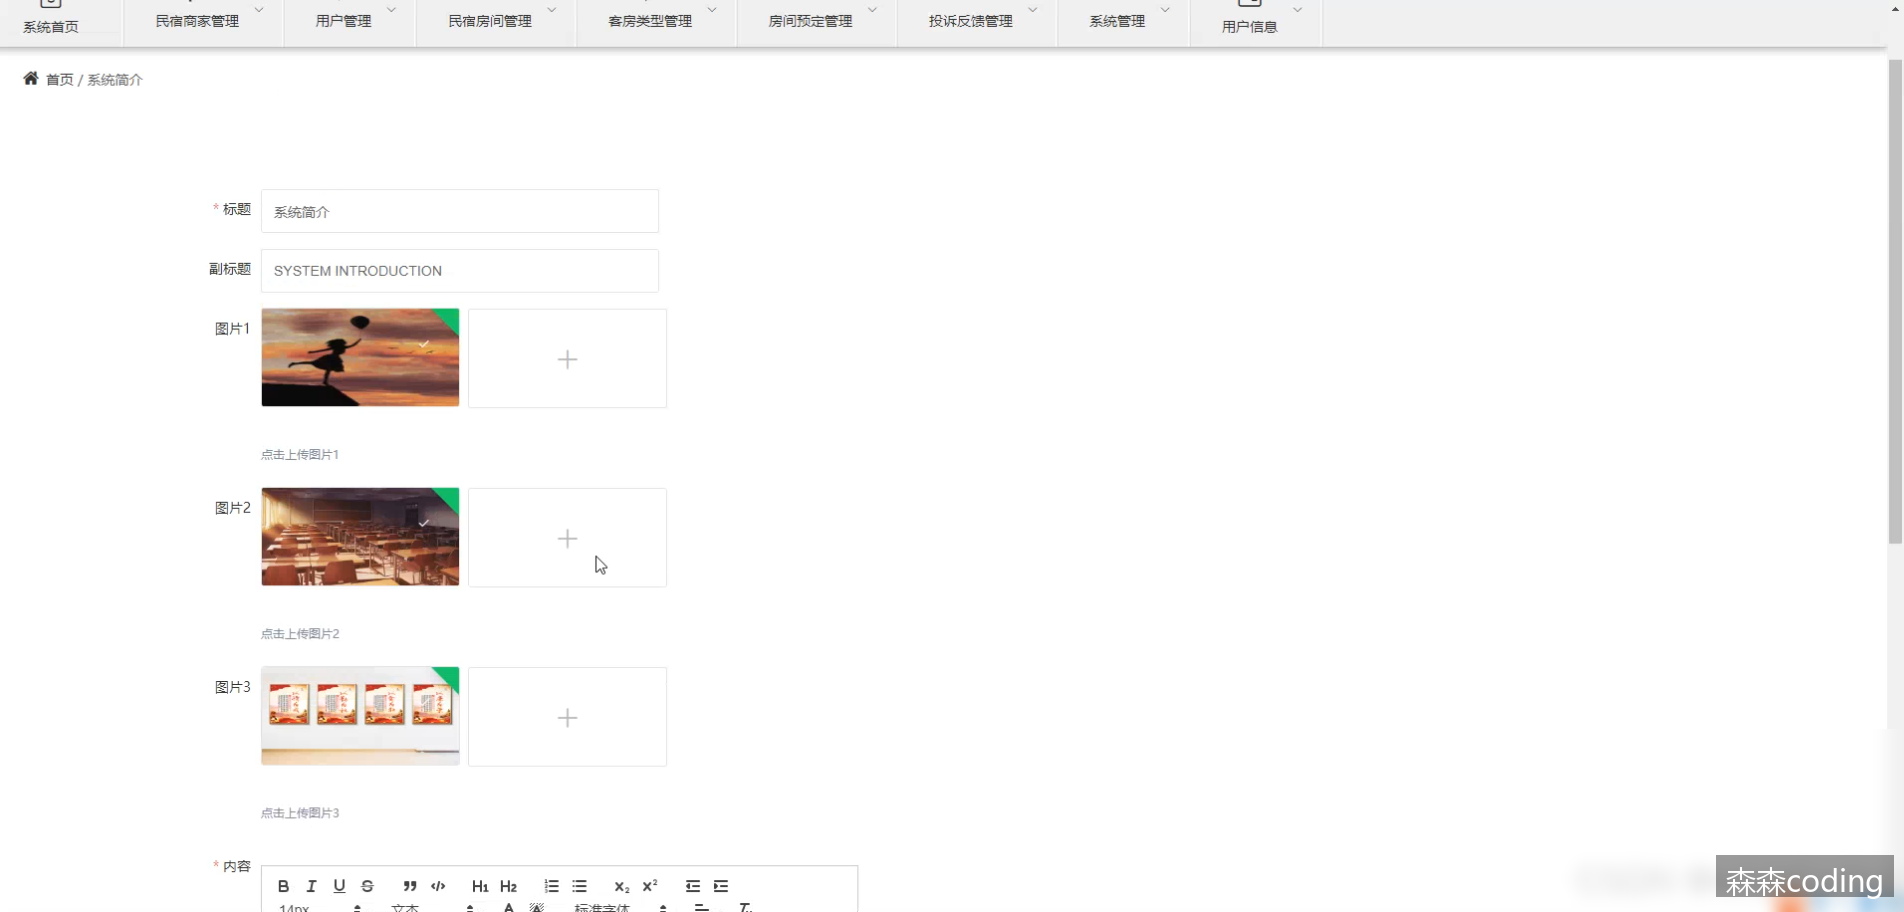 系统首页 民宿商家管理 用户管理 民宿房间管理 客房类型管理 房间预定管理 投诉反馈管理 系统管理 用户信息
首页 / 系统简介
* 标题 系统简介
副标题 SYSTEM INTRODUCTION
图片1
点击上传图片1
图片2
点击上传图片2
图片3
点击上传图片3
* 内容
B I U S ” </> H1 H2 X₂ X²
14px 文本 A 标准字体
森森coding